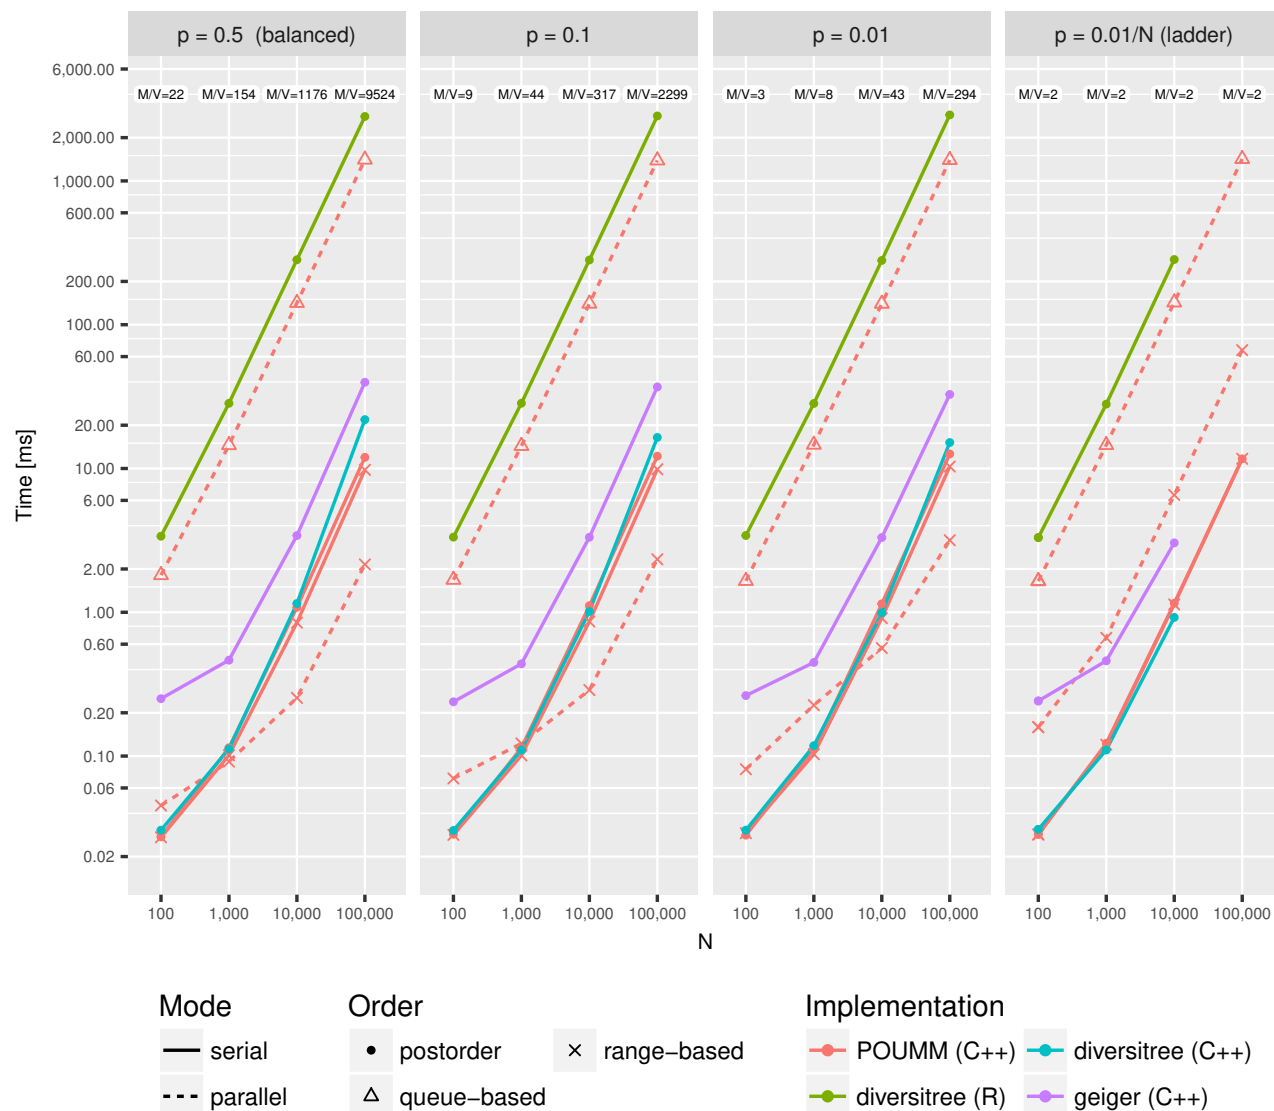 p = 0.5  (balanced) p = 0.1 p = 0.01 p = 0.01/N (ladder)
6,000.00
M/V=22 M/V=154 M/V=1176 M/V=9524 M/V=9 M/V=44 M/V=317 M/V=2299 M/V=3 M/V=8 M/V=43 M/V=294 M/V=2 M/V=2 M/V=2 M/V=2
2,000.00
1,000.00
600.00
200.00
100.00
60.00
20.00
10.00
6.00
2.00
1.00
0.60
0.20
0.10
0.06
0.02
Time [ms]
100 1,000 10,000 100,000 100 1,000 10,000 100,000 100 1,000 10,000 100,000 100 1,000 10,000 100,000
N
Mode Order Implementation
serial postorder range−based POUMM (C++) diversitree (C++)
parallel queue−based diversitree (R) geiger (C++)